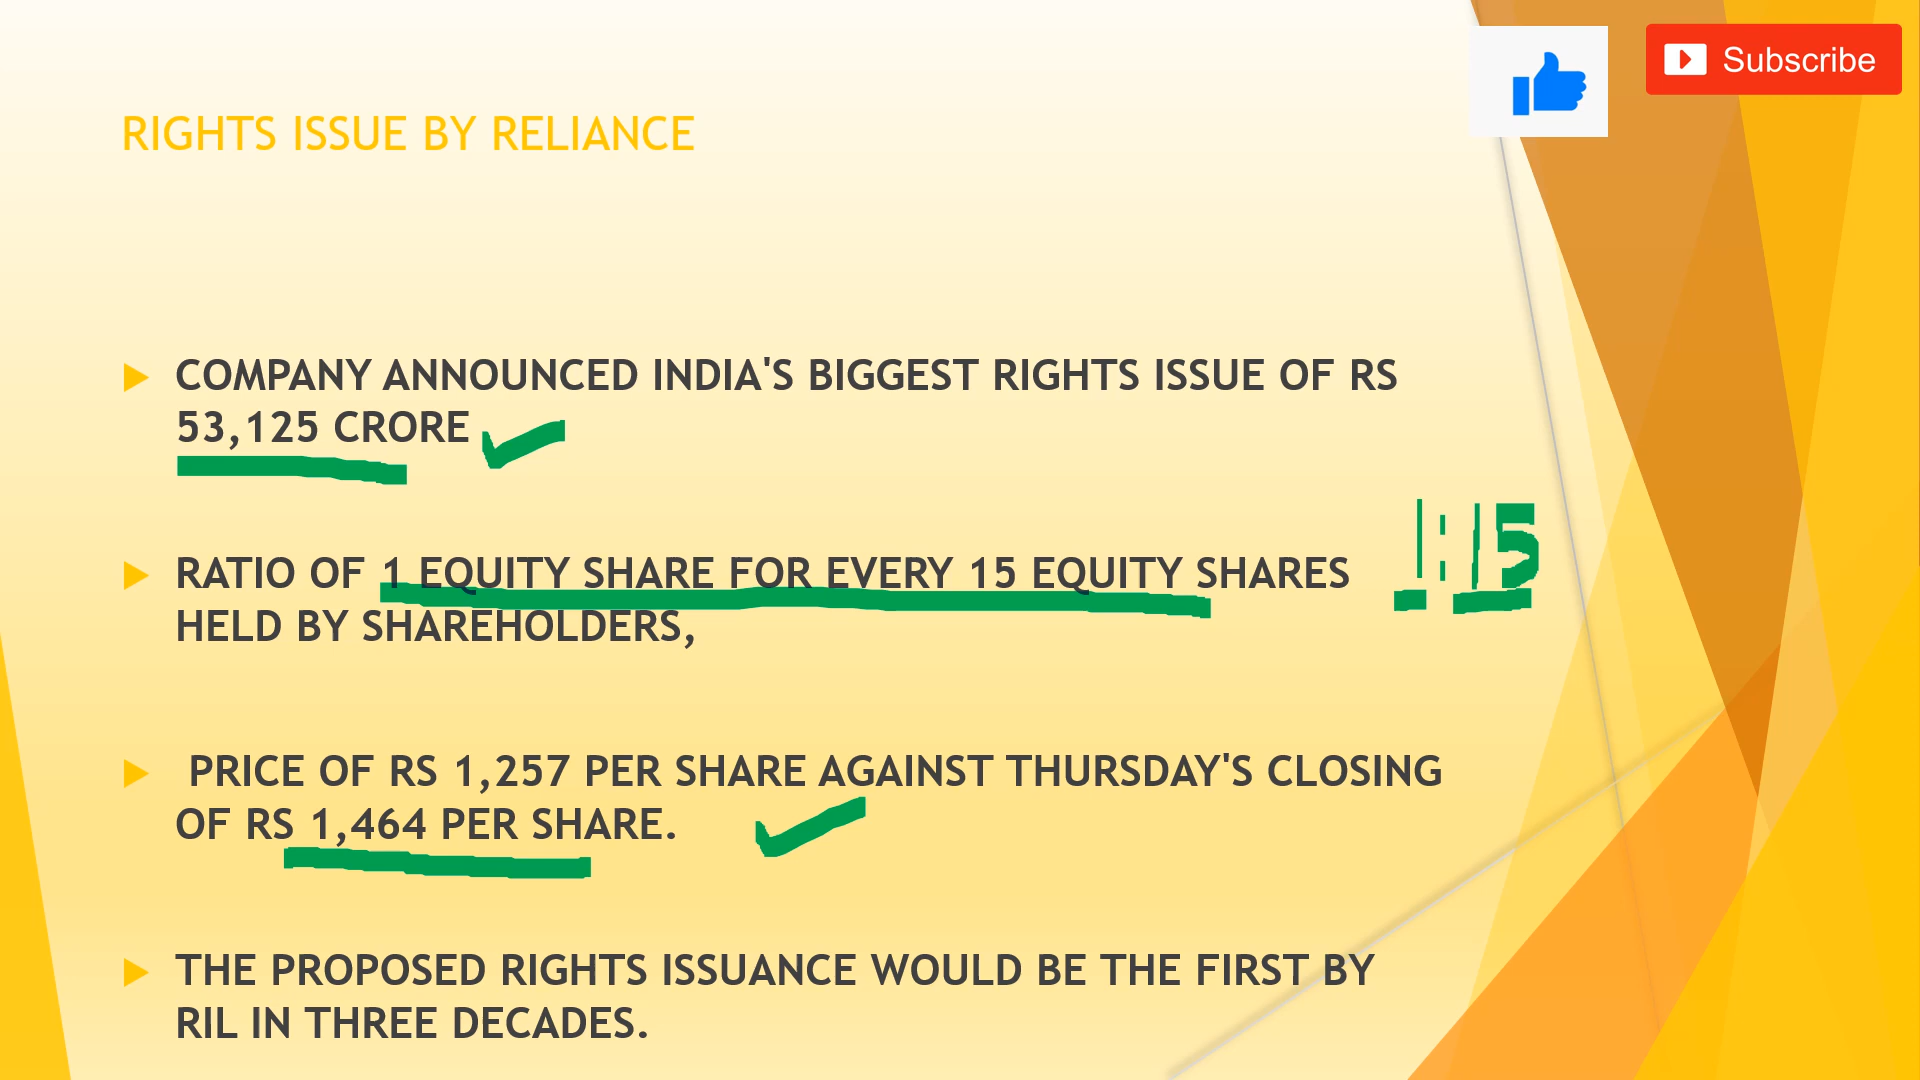 Subscribe
RIGHTS ISSUE BY RELIANCE
COMPANY ANNOUNCED INDIA'S BIGGEST RIGHTS ISSUE OF RS
53,125 CRORE
1:15
RATIO OF 1 EQUITY SHARE FOR EVERY 15 EQUITY SHARES
HELD BY SHAREHOLDERS,
PRICE OF RS 1,257 PER SHARE AGAINST THURSDAY'S CLOSING
OF RS 1,464 PER SHARE.
THE PROPOSED RIGHTS ISSUANCE WOULD BE THE FIRST BY
RIL IN THREE DECADES.